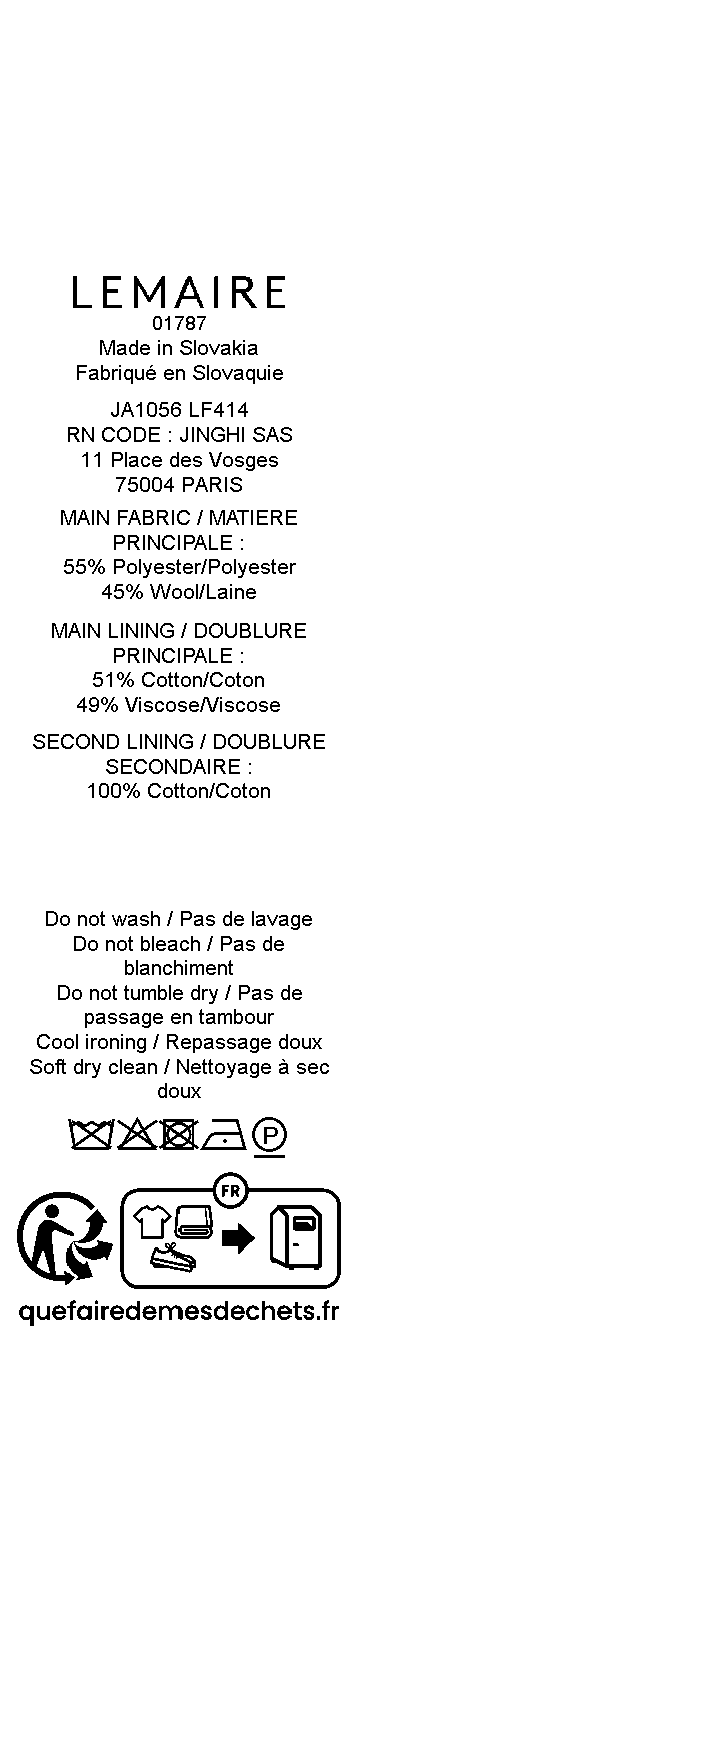 LEMAIRE
01787
Made in Slovakia
Fabriqué en Slovaquie
JA1056 LF414
RN CODE : JINGHI SAS
11 Place des Vosges
75004 PARIS
MAIN FABRIC / MATIERE
PRINCIPALE :
55% Polyester/Polyester
45% Wool/Laine
MAIN LINING / DOUBLURE
PRINCIPALE :
51% Cotton/Coton
49% Viscose/Viscose
SECOND LINING / DOUBLURE
SECONDAIRE :
100% Cotton/Coton
Do not wash / Pas de lavage
Do not bleach / Pas de
blanchiment
Do not tumble dry / Pas de
passage en tambour
Cool ironing / Repassage doux
Soft dry clean / Nettoyage à sec
doux
P
FR
quefairedemesdechets.fr